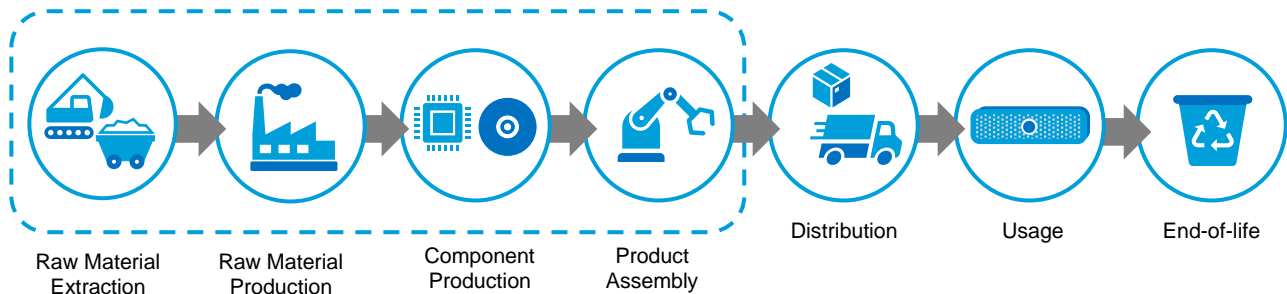 Raw Material
Extraction
Raw Material
Production
Component
Production
Product
Assembly
Distribution
Usage
End-of-life